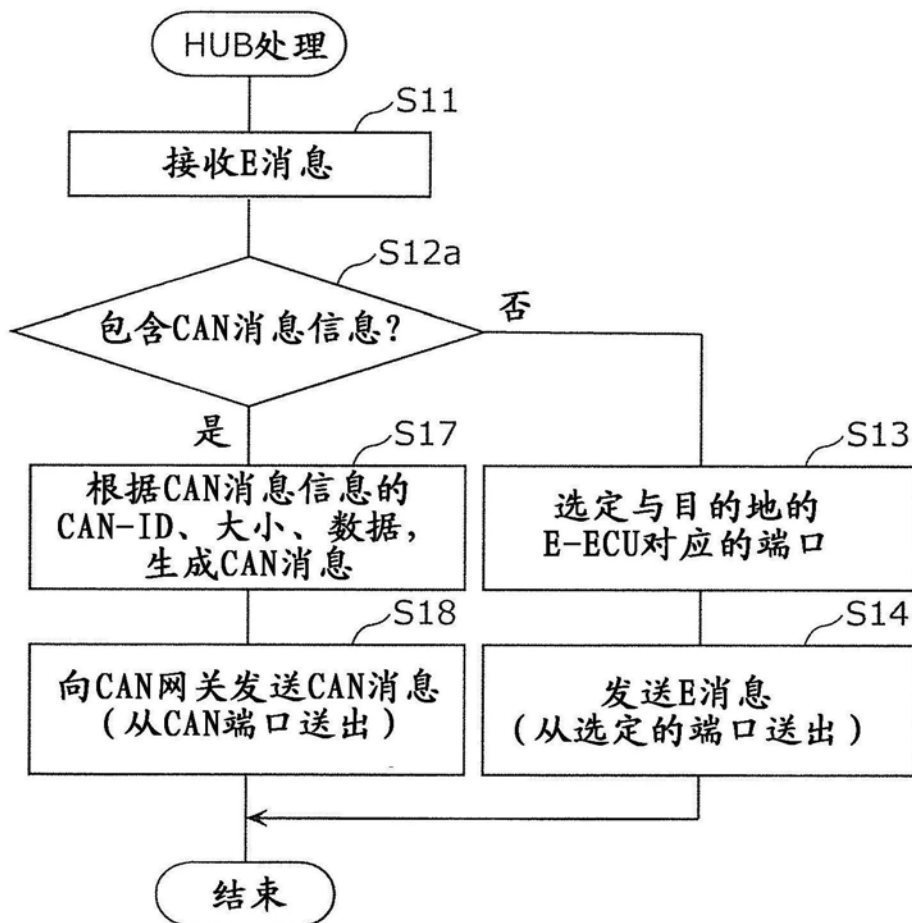 HUB处理
S11
接收E消息
S12a
包含CAN消息信息?
否
是
S17
根据CAN消息信息的
CAN-ID、大小、数据,
生成CAN消息
S13
选定与目的地的
E-ECU对应的端口
S18
向CAN网关发送CAN消息
(从CAN端口送出)
S14
发送E消息
(从选定的端口送出)
结束